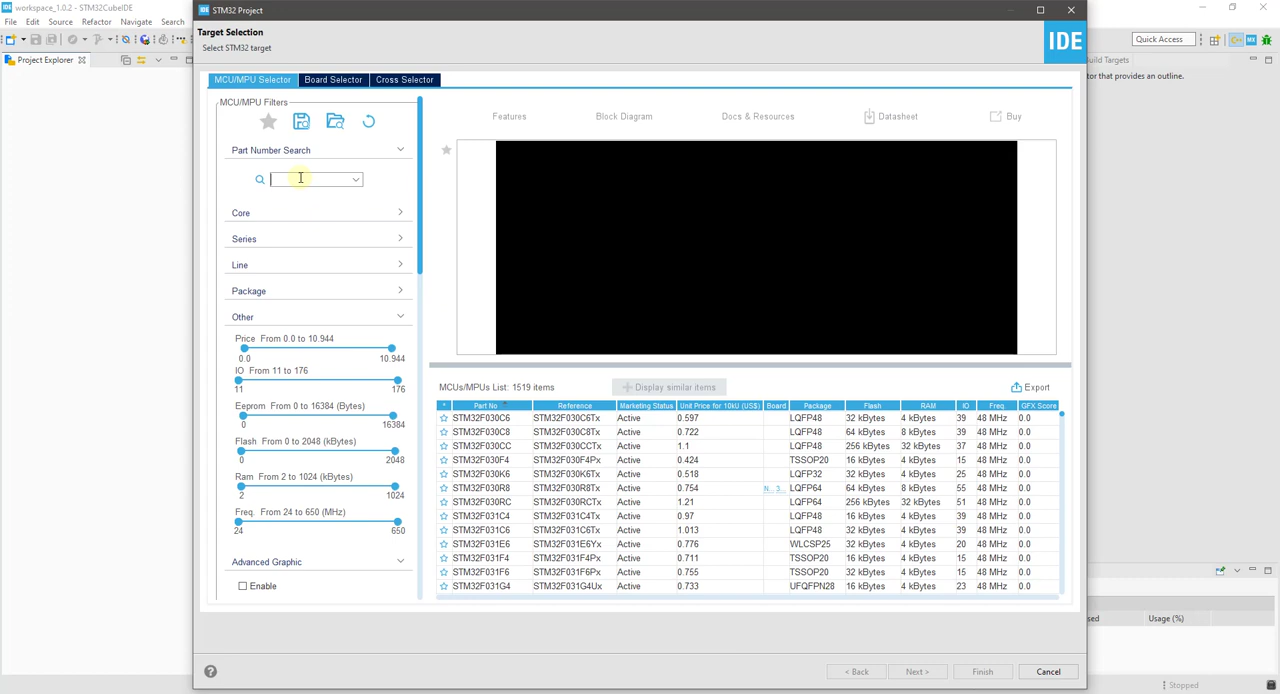 IDE workspace_1.0.2 - STM32CubeIDE
File Edit Source Refactor Navigate Search
Quick Access
MX
Project Explorer
uild Targets
tor that provides an outline.
IDE STM32 Project
Target Selection
Select STM32 target
IDE
MCU/MPU Selector Board Selector Cross Selector
MCU/MPU Filters
Part Number Search
Core
Series
Line
Package
Other
Price From 0.0 to 10.944
0.0 10.944
IO From 11 to 176
11 176
Eeprom From 0 to 16384 (Bytes)
0 16384
Flash From 0 to 2048 (kBytes)
0 2048
Ram From 2 to 1024 (kBytes)
2 1024
Freq. From 24 to 650 (MHz)
24 650
Advanced Graphic
Enable
Features Block Diagram Docs & Resources Datasheet Buy
MCUs/MPUs List: 1519 items
Display similar items
Export
* Part No Reference Marketing Status Unit Price for 10kU (US$) Board Package Flash RAM IO Freq. GFX Score
STM32F030C6 STM32F030C6Tx Active 0.597 LQFP48 32 kBytes 4 kBytes 39 48 MHz 0.0
STM32F030C8 STM32F030C8Tx Active 0.722 LQFP48 64 kBytes 8 kBytes 39 48 MHz 0.0
STM32F030CC STM32F030CCTx Active 1.1 LQFP48 256 kBytes 32 kBytes 37 48 MHz 0.0
STM32F030F4 STM32F030F4Px Active 0.424 TSSOP20 16 kBytes 4 kBytes 15 48 MHz 0.0
STM32F030K6 STM32F030K6Tx Active 0.518 LQFP32 32 kBytes 4 kBytes 25 48 MHz 0.0
STM32F030R8 STM32F030R8Tx Active 0.754 N... 3... LQFP64 64 kBytes 8 kBytes 55 48 MHz 0.0
STM32F030RC STM32F030RCTx Active 1.21 LQFP64 256 kBytes 32 kBytes 51 48 MHz 0.0
STM32F031C4 STM32F031C4Tx Active 0.97 LQFP48 16 kBytes 4 kBytes 39 48 MHz 0.0
STM32F031C6 STM32F031C6Tx Active 1.013 LQFP48 32 kBytes 4 kBytes 39 48 MHz 0.0
STM32F031E6 STM32F031E6Yx Active 0.776 WLCSP25 32 kBytes 4 kBytes 20 48 MHz 0.0
STM32F031F4 STM32F031F4Px Active 0.711 TSSOP20 16 kBytes 4 kBytes 15 48 MHz 0.0
STM32F031F6 STM32F031F6Px Active 0.755 TSSOP20 32 kBytes 4 kBytes 15 48 MHz 0.0
STM32F031G4 STM32F031G4Ux Active 0.733 UFQFPN28 16 kBytes 4 kBytes 23 48 MHz 0.0
sed Usage (%)
? < Back Next > Finish Cancel
Stopped